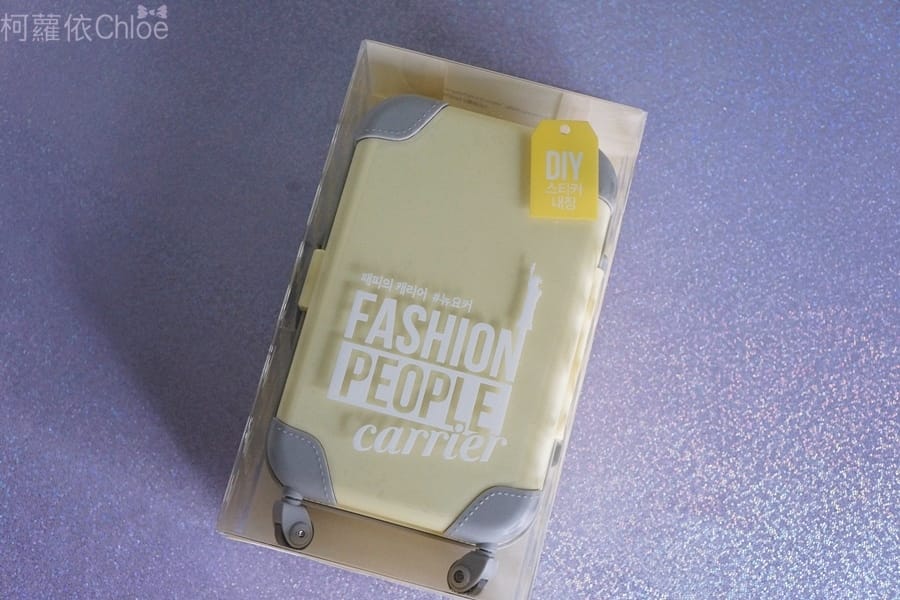 柯蘿依Chloe
DIY
스티커
내장
패피의 캐리어 #뉴요커
FASHION
PEOPLE
carrier